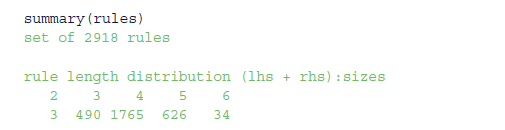 summary(rules)
set of 2918 rules
rule length distribution (lhs + rhs):sizes
2 3 4 5 6
3 490 1765 626 34